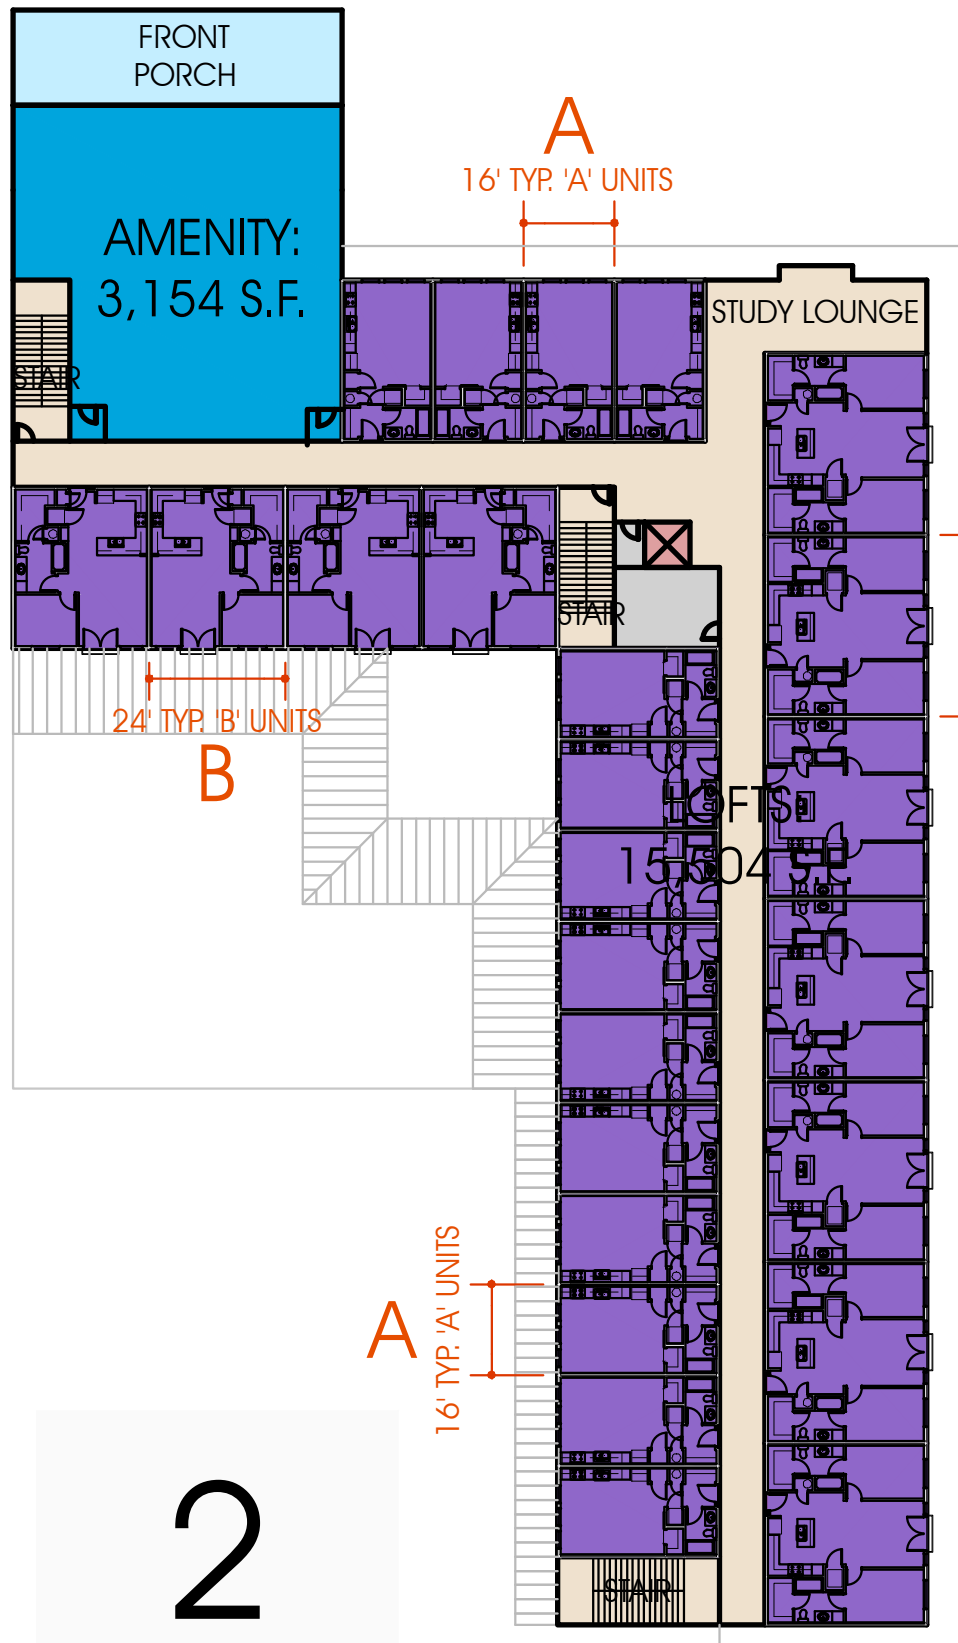 FRONT
PORCH
A
16' TYP. 'A' UNITS
AMENITY:
3,154 S.F.
STUDY LOUNGE
STAIR
STAIR
24' TYP. 'B' UNITS
B
LOFTS:
15,504 S.F.
A
16' TYP. 'A' UNITS
STAIR
2